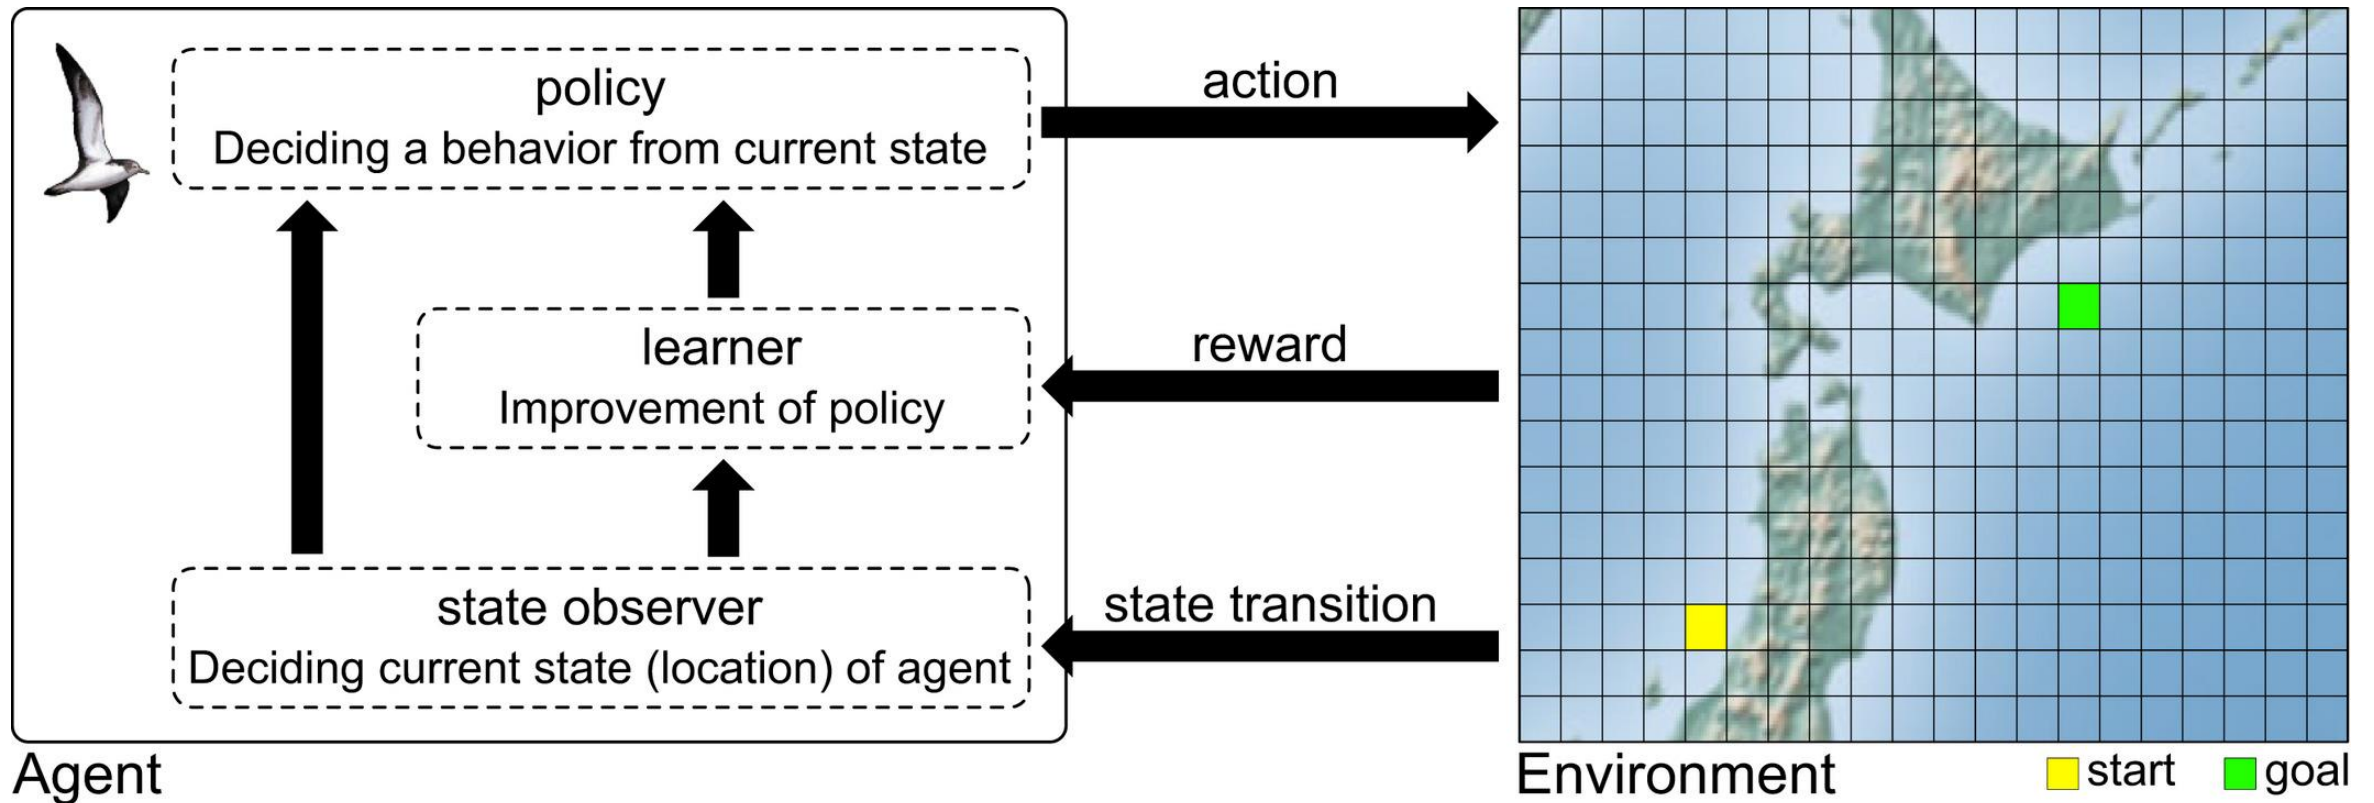 policy
Deciding a behavior from current state
learner
Improvement of policy
state observer
Deciding current state (location) of agent
Agent
action
reward
state transition
Environment
start
goal